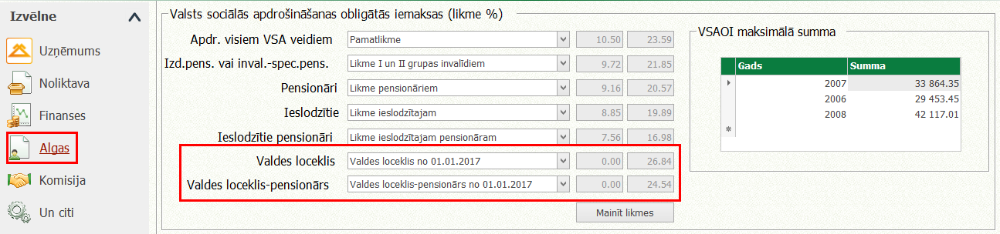 Izvēlne
Uzņēmums
Noliktava
Finanses
Algas
Komisija
Un citi
Valsts sociālās apdrošināšanas obligātās iemaksas (likme %)
Apdr. visiem VSA veidiem Pamatlikme 10.50 23.59
Izd.pens. vai inval.-spec.pens. Likme I un II grupas invalīdiem 9.72 21.85
Pensionāri Likme pensionāriem 9.16 20.57
Ieslodzītie Likme ieslodzītajam 8.85 19.89
Ieslodzītie pensionāri Likme ieslodzītajam pensionāram 7.56 16.98
Valdes loceklis Valdes loceklis no 01.01.2017 0.00 26.84
Valdes loceklis-pensionārs Valdes loceklis-pensionārs no 01.01.2017 0.00 24.54
Mainīt likmes
VSAOI maksimālā summa
Gads Summa
2007 33 864.35
2006 29 453.45
2008 42 117.01